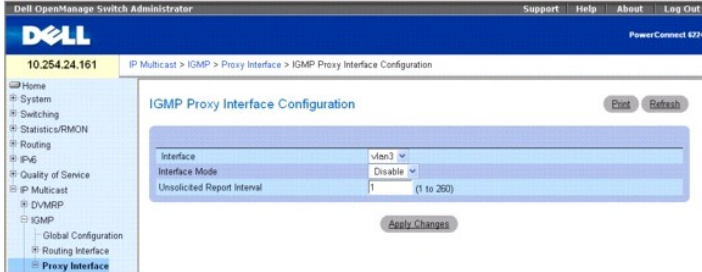 Dell OpenManage Switch Administrator
Support Help About Log Out
DELL
PowerConnect 622
10.254.24.161
IP Multicast > IGMP > Proxy Interface > IGMP Proxy Interface Configuration
Home
System
Switching
Statistics/RMON
Routing
IPv6
Quality of Service
IP Multicast
DVMRP
IGMP
Global Configuration
Routing Interface
Proxy Interface
IGMP Proxy Interface Configuration
Print Refresh
Interface vlan3
Interface Mode Disable
Unsolicited Report Interval 1 (1 to 260)
Apply Changes